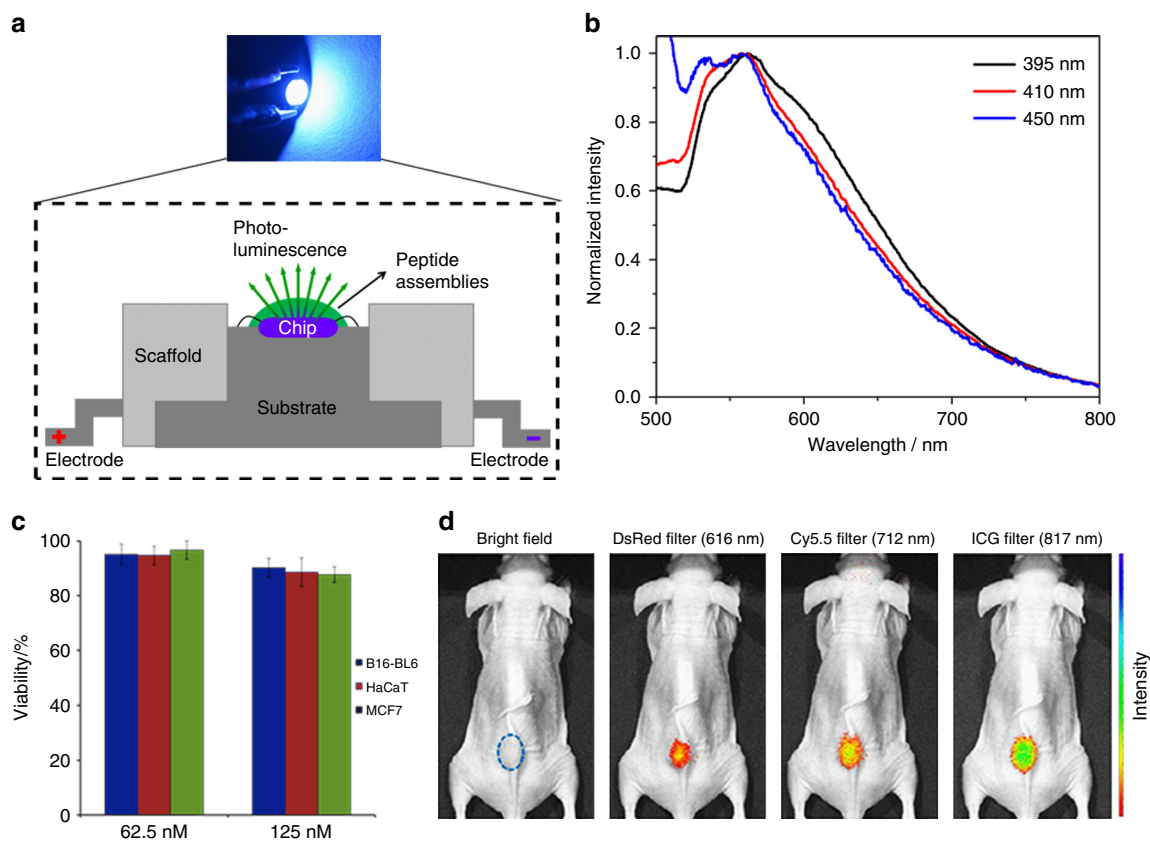 a
Photo-
luminescence
Peptide
assemblies
Chip
Scaffold
Substrate
+
−
Electrode
Electrode
b
1.0
0.8
0.6
0.4
0.2
0.0
Normalized intensity
395 nm
410 nm
450 nm
500
600
700
800
Wavelength / nm
c
100
80
60
40
20
0
Viability/%
B16-BL6
HaCaT
MCF7
62.5 nM
125 nM
d
Bright field
DsRed filter (616 nm)
Cy5.5 filter (712 nm)
ICG filter (817 nm)
Intensity